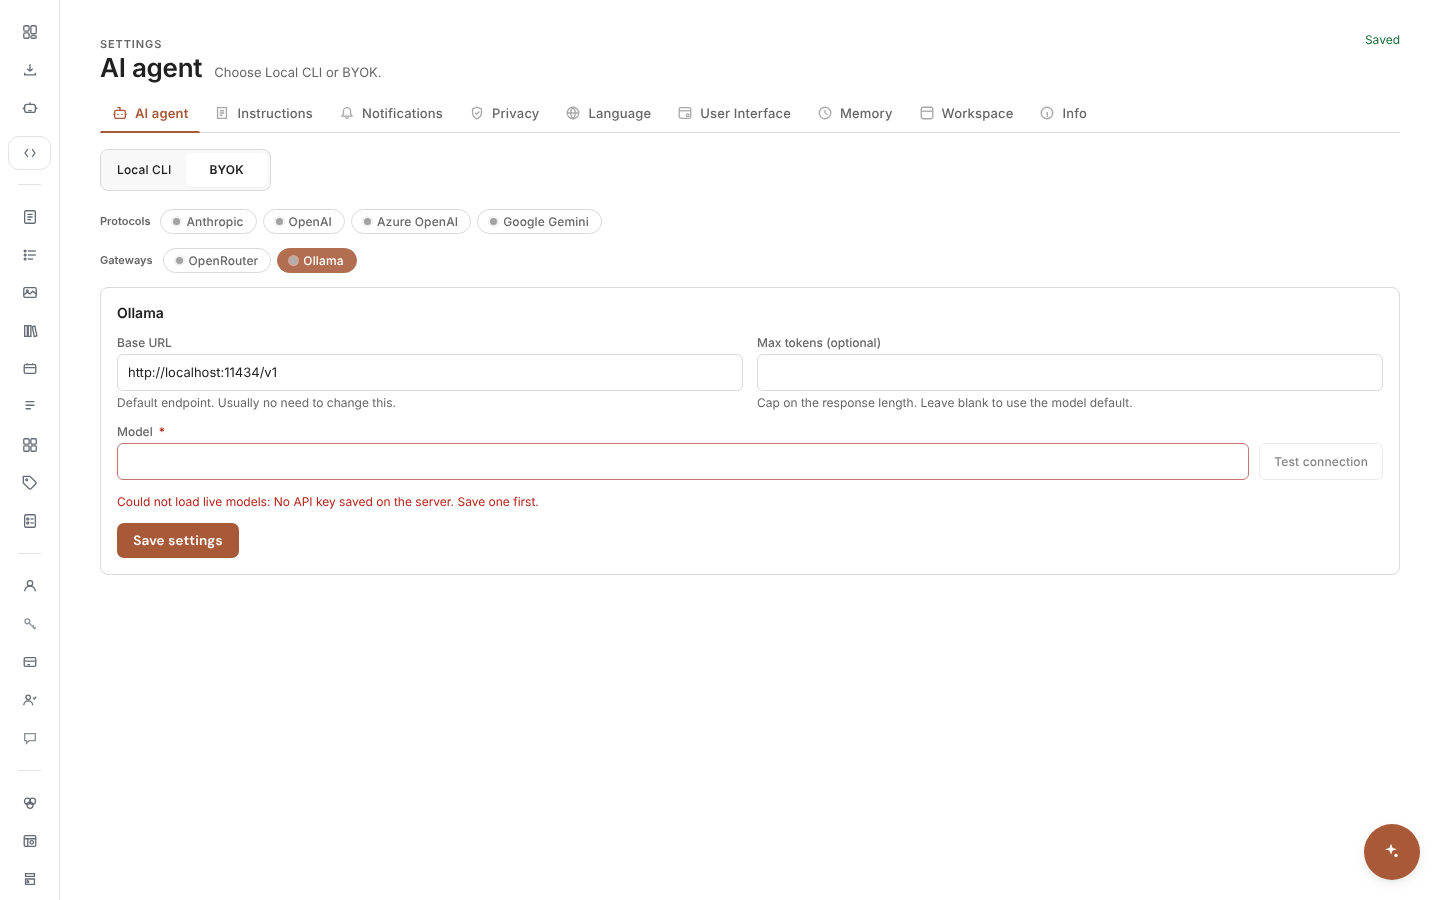 SETTINGS
Saved
AI agent Choose Local CLI or BYOK.
AI agent Instructions Notifications Privacy Language User Interface Memory Workspace Info
Local CLI BYOK
Protocols Anthropic OpenAI Azure OpenAI Google Gemini
Gateways OpenRouter Ollama
Ollama
Base URL Max tokens (optional)
http://localhost:11434/v1
Default endpoint. Usually no need to change this. Cap on the response length. Leave blank to use the model default.
Model *
Test connection
Could not load live models: No API key saved on the server. Save one first.
Save settings